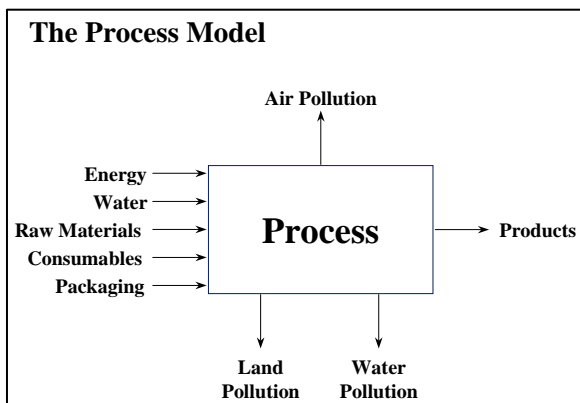 The Process Model
Air Pollution
Energy
Water
Raw Materials
Consumables
Packaging
Process
Products
Land
Pollution
Water
Pollution